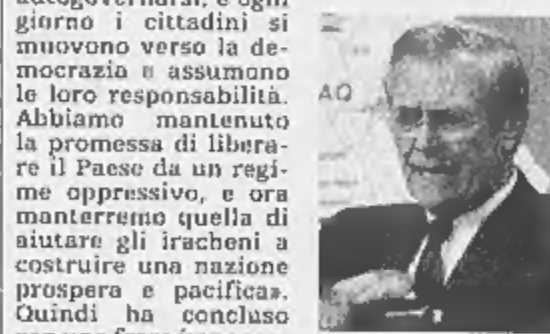 autogovernarsi, e ogni
giorno i cittadini si
muovono verso la de-
mocrazia e assumono
le loro responsabilità.
Abbiamo mantenuto
la promessa di libera-
re il Paese da un regi-
me oppressivo, e ora
manterremo quella di
aiutare gli iracheni a
costruire una nazione
prospera e pacifica».
Quindi ha concluso
AQ